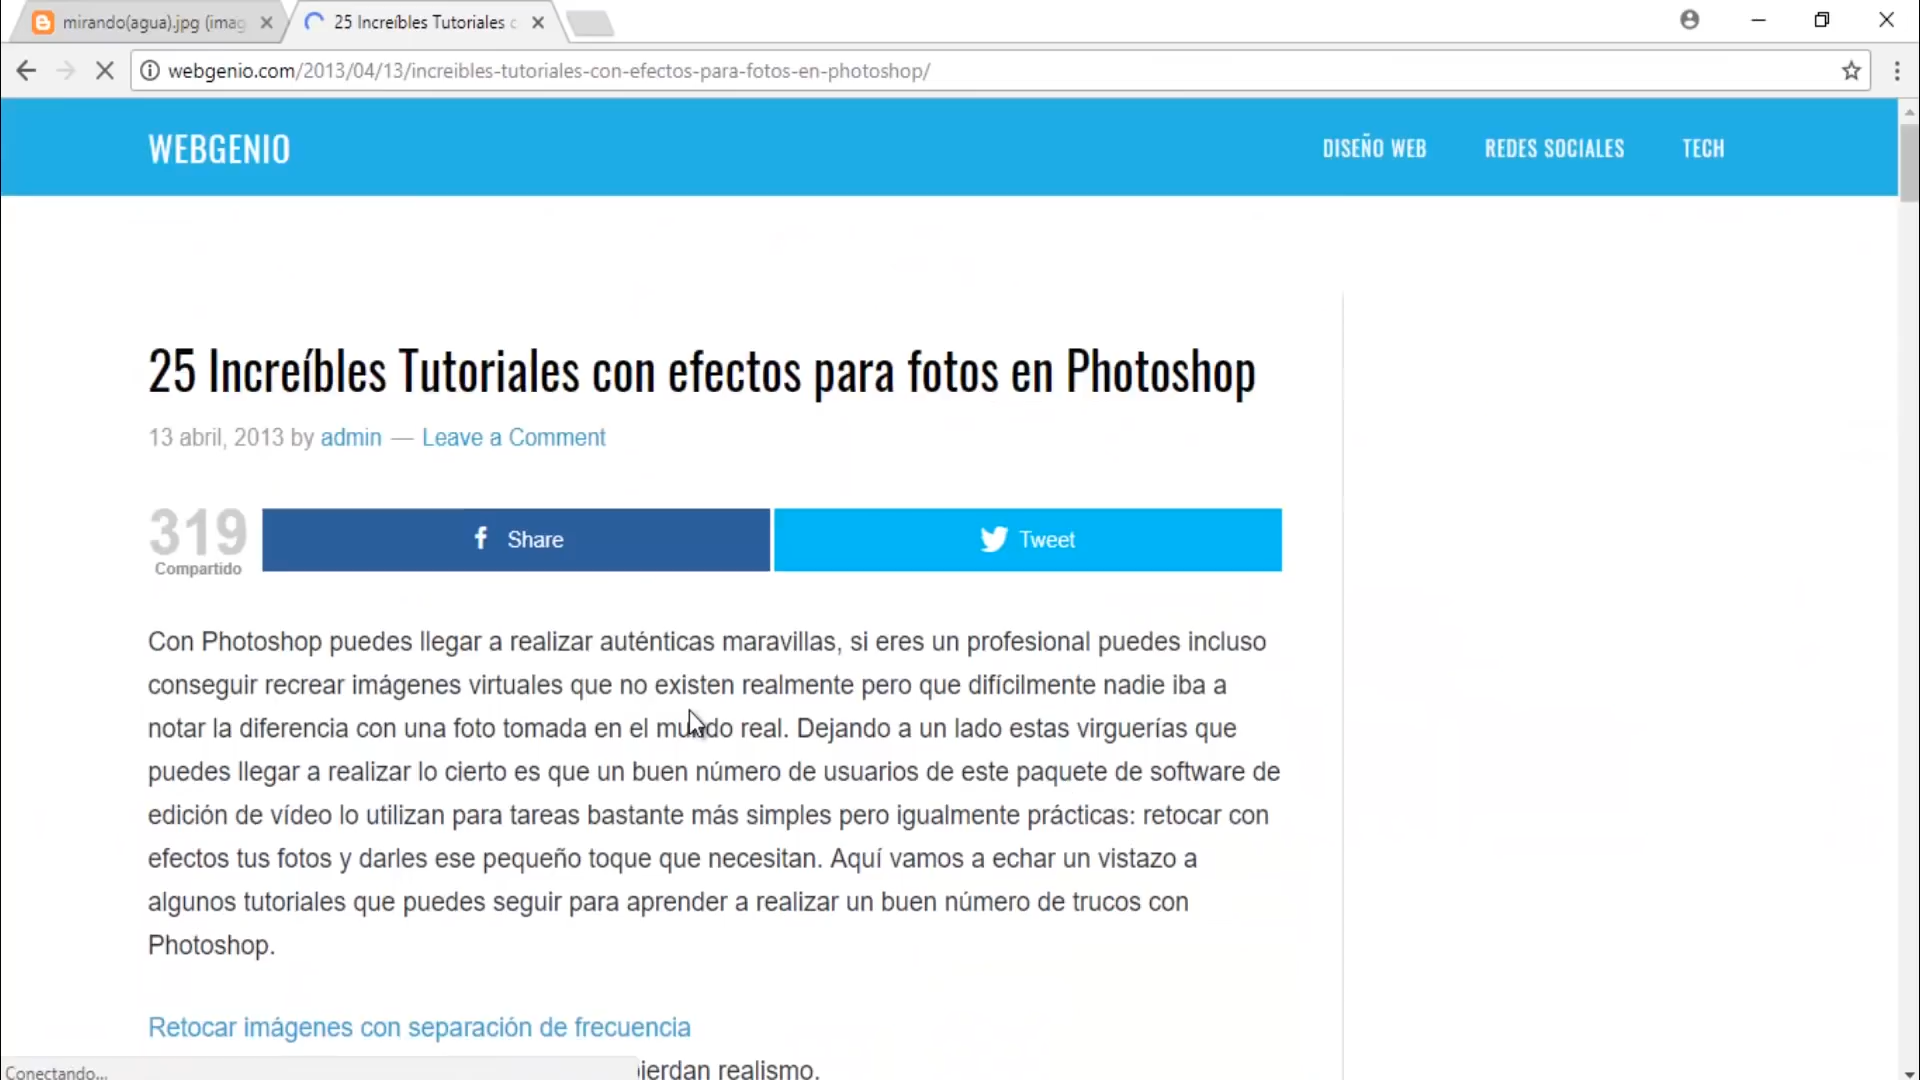 mirando(agua).jpg (imag
25 Increíbles Tutoriales c
webgenio.com/2013/04/13/increibles-tutoriales-con-efectos-para-fotos-en-photoshop/
WEBGENIO
DISEÑO WEB
REDES SOCIALES
TECH
25 Increíbles Tutoriales con efectos para fotos en Photoshop
13 abril, 2013 by admin — Leave a Comment
319
Compartido
Share
Tweet
Con Photoshop puedes llegar a realizar auténticas maravillas, si eres un profesional puedes incluso
conseguir recrear imágenes virtuales que no existen realmente pero que difícilmente nadie iba a
notar la diferencia con una foto tomada en el mundo real. Dejando a un lado estas virguerías que
puedes llegar a realizar lo cierto es que un buen número de usuarios de este paquete de software de
edición de vídeo lo utilizan para tareas bastante más simples pero igualmente prácticas: retocar con
efectos tus fotos y darles ese pequeño toque que necesitan. Aquí vamos a echar un vistazo a
algunos tutoriales que puedes seguir para aprender a realizar un buen número de trucos con
Photoshop.
Retocar imágenes con separación de frecuencia
realismo.
Conectando...